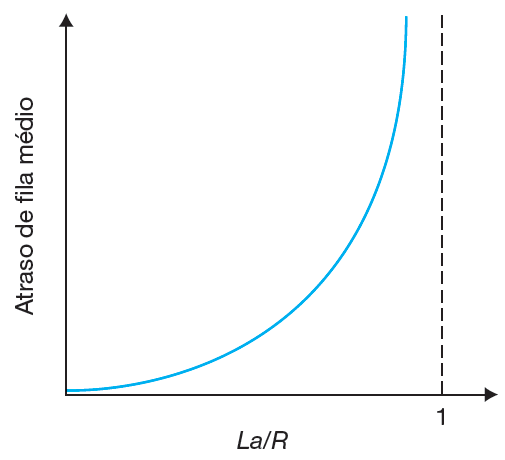 Atraso de fila médio
1
La/R